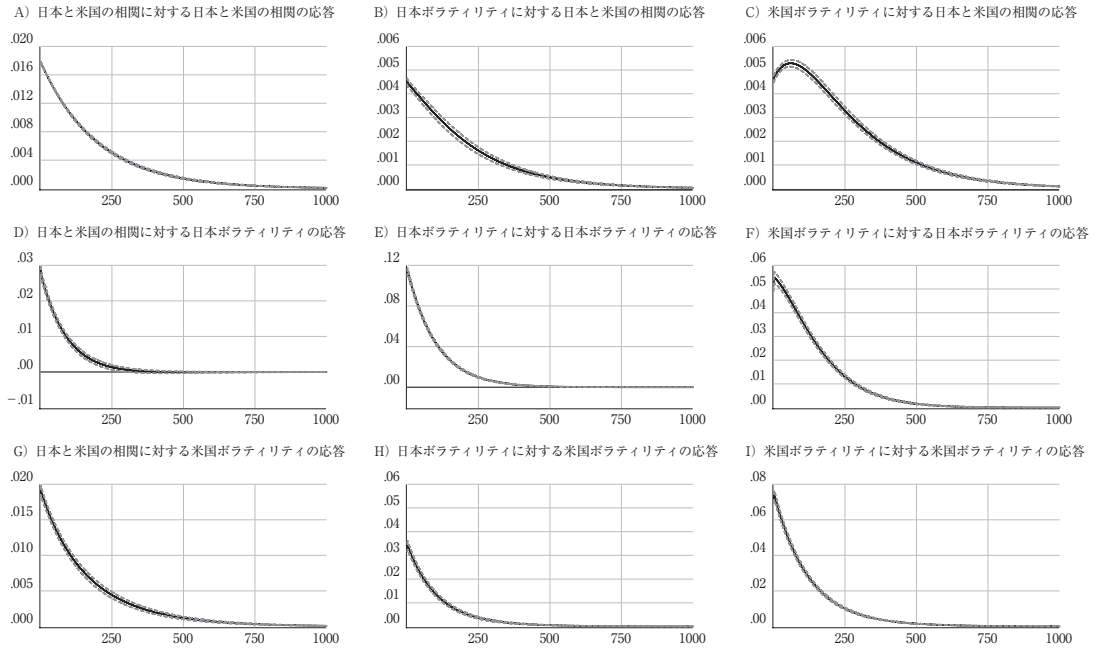 A）日本と米国の相関に対する日本と米国の相関の応答
.020
.016
.012
.008
.004
.000
250 500 750 1000
B）日本ボラティリティに対する日本と米国の相関の応答
.006
.005
.004
.003
.002
.001
.000
250 500 750 1000
C）米国ボラティリティに対する日本と米国の相関の応答
.006
.005
.004
.003
.002
.001
.000
250 500 750 1000
D）日本と米国の相関に対する日本ボラティリティの応答
.03
.02
.01
.00
−.01
250 500 750 1000
E）日本ボラティリティに対する日本ボラティリティの応答
.12
.08
.04
.00
250 500 750 1000
F）米国ボラティリティに対する日本ボラティリティの応答
.06
.05
.04
.03
.02
.01
.00
250 500 750 1000
G）日本と米国の相関に対する米国ボラティリティの応答
.020
.015
.010
.005
.000
250 500 750 1000
H）日本ボラティリティに対する米国ボラティリティの応答
.06
.05
.04
.03
.02
.01
.00
250 500 750 1000
I）米国ボラティリティに対する米国ボラティリティの応答
.08
.06
.04
.02
.00
250 500 750 1000